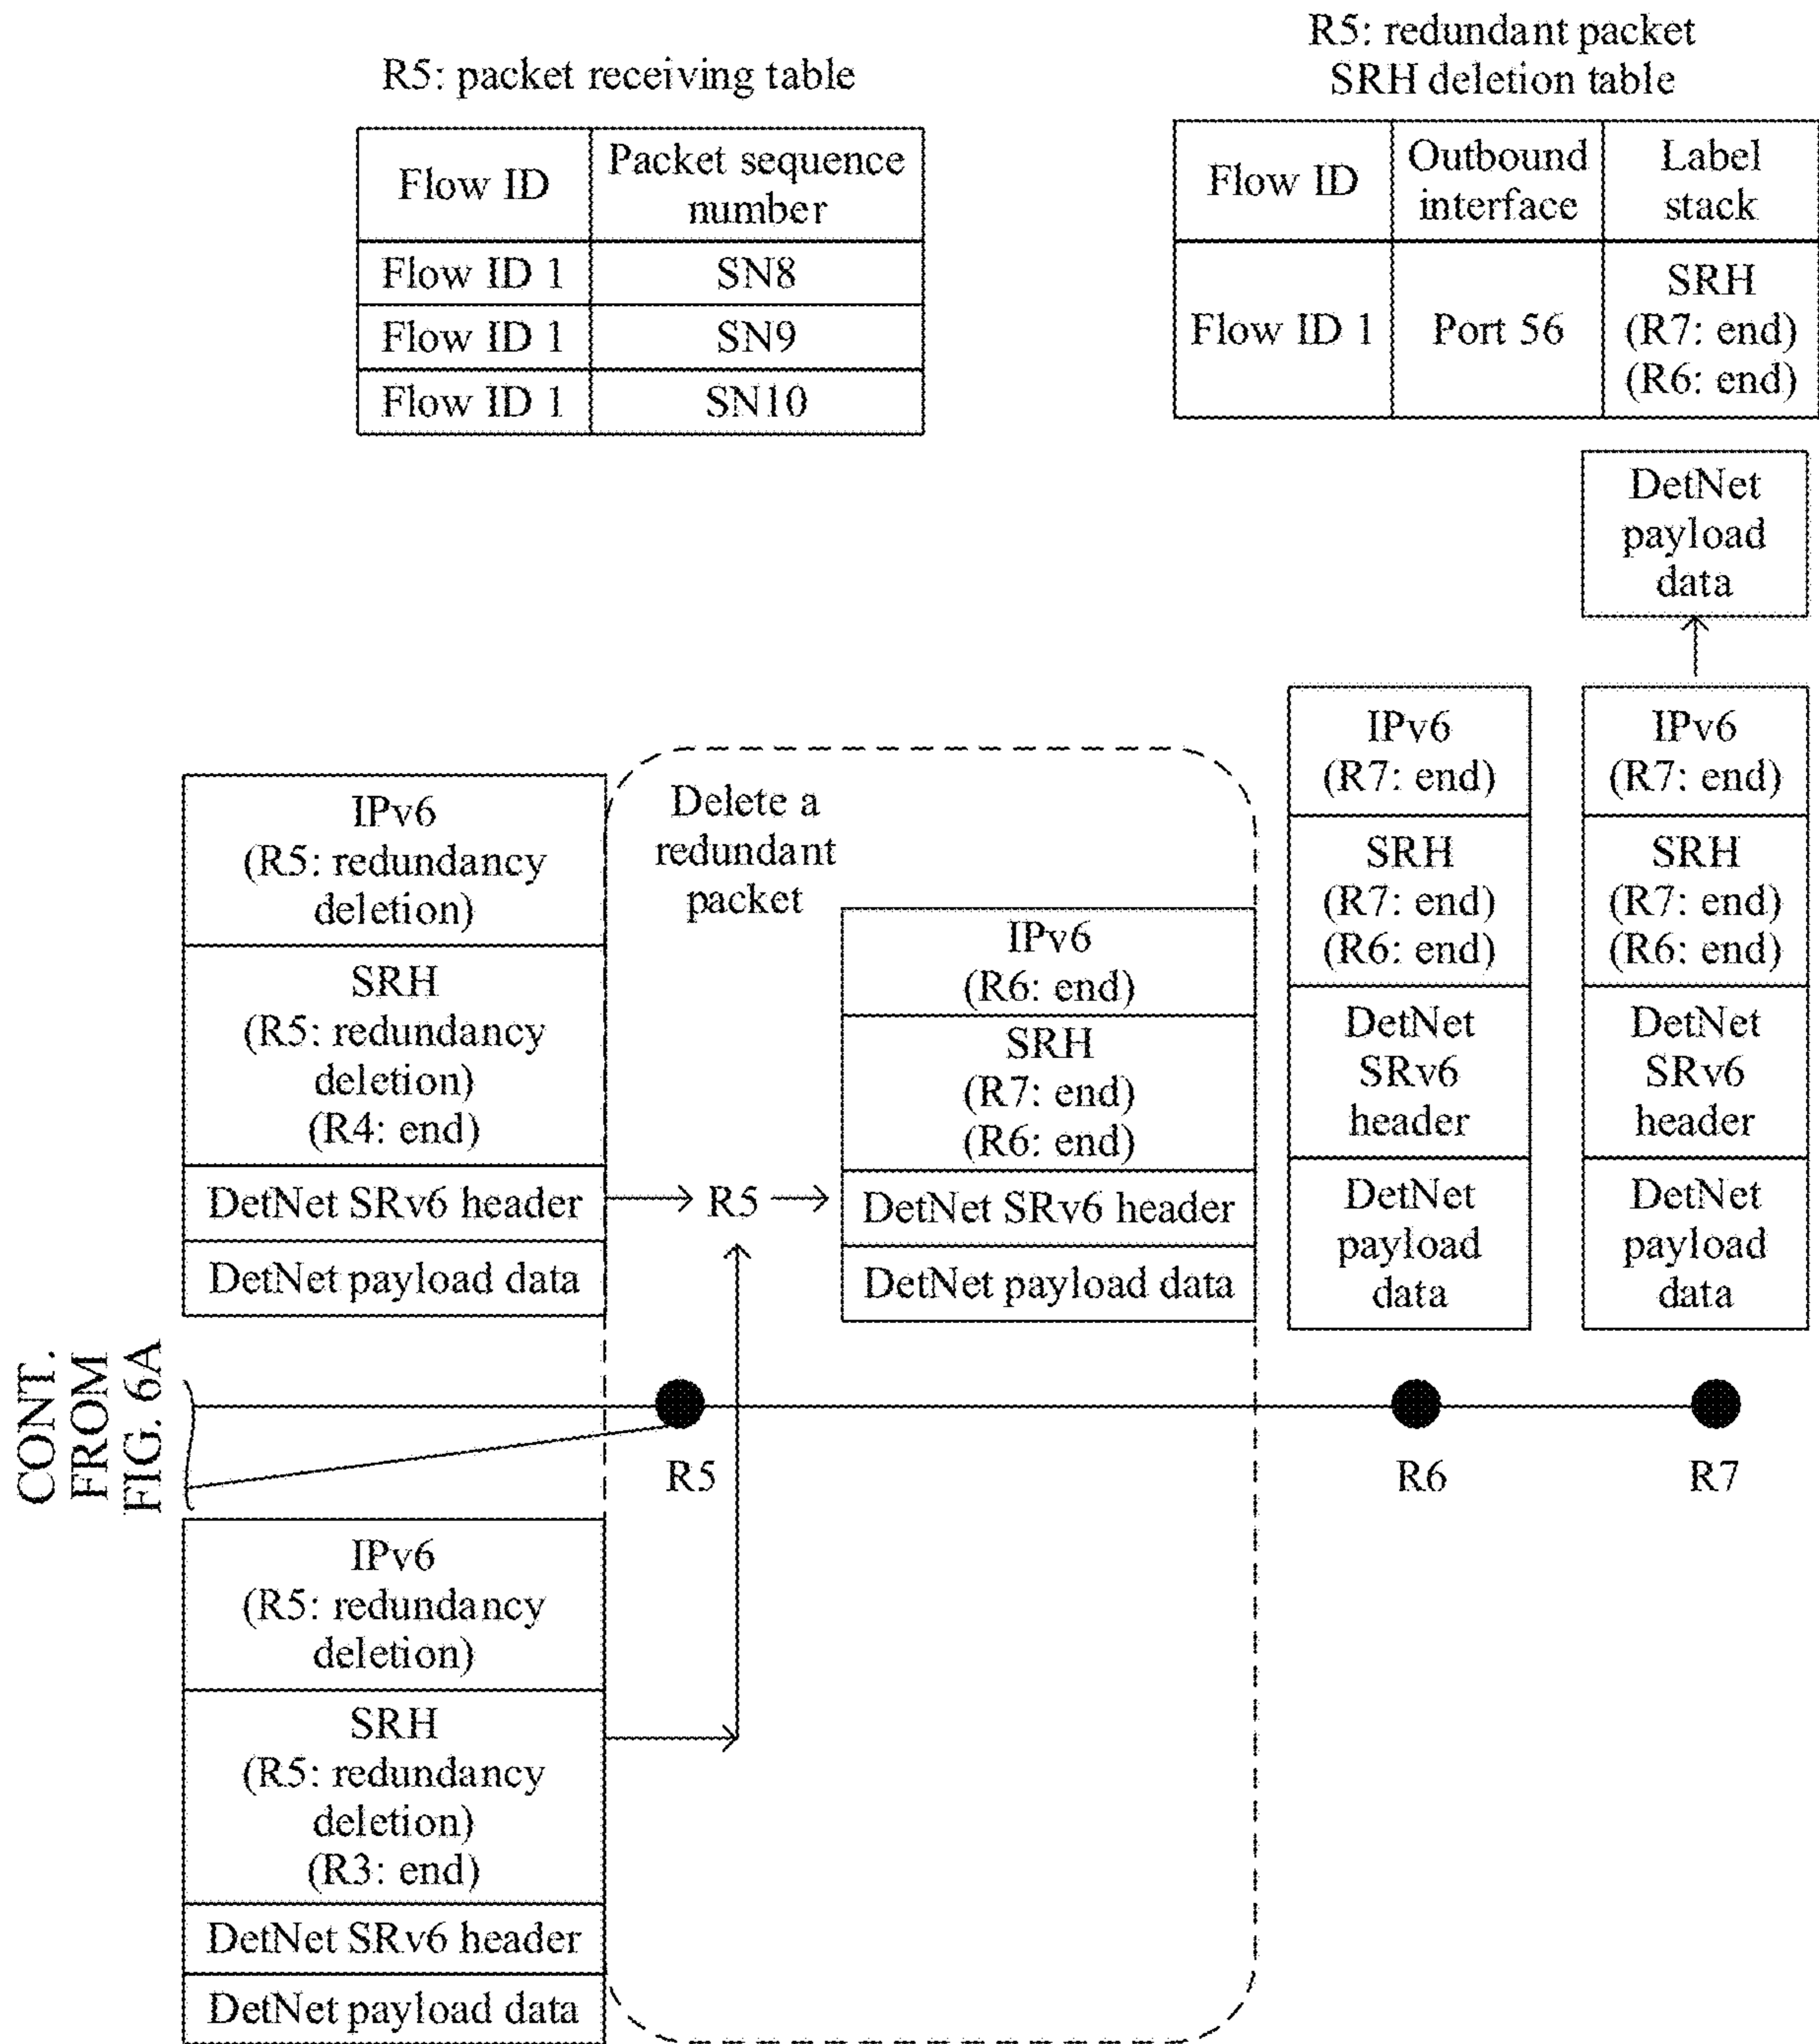 R5: packet receiving table
Flow ID
Packet sequence
number
Flow ID 1
SN8
Flow ID 1
SN9
Flow ID 1
SN10
R5: redundant packet
SRH deletion table
Flow ID
Outbound
interface
Label
stack
Flow ID 1
Port 56
SRH
(R7: end)
(R6: end)
DetNet
payload
data
IPv6
(R5: redundancy
deletion)
SRH
(R5: redundancy
deletion)
(R4: end)
DetNet SRv6 header
DetNet payload data
Delete a
redundant
packet
R5
IPv6
(R6: end)
SRH
(R7: end)
(R6: end)
DetNet SRv6 header
DetNet payload data
IPv6
(R7: end)
SRH
(R7: end)
(R6: end)
DetNet
SRv6
header
DetNet
payload
data
IPv6
(R7: end)
SRH
(R7: end)
(R6: end)
DetNet
SRv6
header
DetNet
payload
data
CONT.
FROM
FIG. 6A
R5
R6
R7
IPv6
(R5: redundancy
deletion)
SRH
(R5: redundancy
deletion)
(R3: end)
DetNet SRv6 header
DetNet payload data